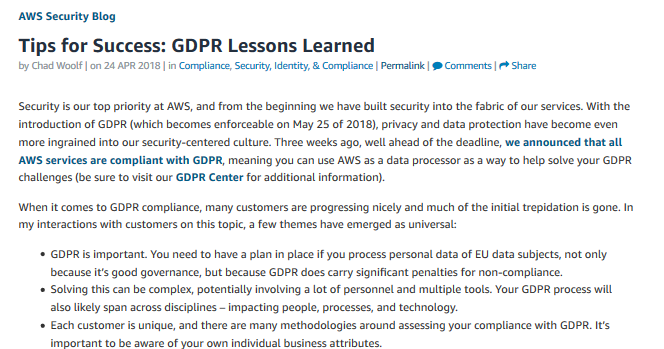 AWS Security Blog
Tips for Success: GDPR Lessons Learned
by Chad Woolf | on 24 APR 2018 | in Compliance, Security, Identity, & Compliance | Permalink | Comments | Share
Security is our top priority at AWS, and from the beginning we have built security into the fabric of our services. With the
introduction of GDPR (which becomes enforceable on May 25 of 2018), privacy and data protection have become even
more ingrained into our security-centered culture. Three weeks ago, well ahead of the deadline, we announced that all
AWS services are compliant with GDPR, meaning you can use AWS as a data processor as a way to help solve your GDPR
challenges (be sure to visit our GDPR Center for additional information).
When it comes to GDPR compliance, many customers are progressing nicely and much of the initial trepidation is gone. In
my interactions with customers on this topic, a few themes have emerged as universal:
• GDPR is important. You need to have a plan in place if you process personal data of EU data subjects, not only
because it's good governance, but because GDPR does carry significant penalties for non-compliance.
• Solving this can be complex, potentially involving a lot of personnel and multiple tools. Your GDPR process will
also likely span across disciplines – impacting people, processes, and technology.
• Each customer is unique, and there are many methodologies around assessing your compliance with GDPR. It's
important to be aware of your own individual business attributes.